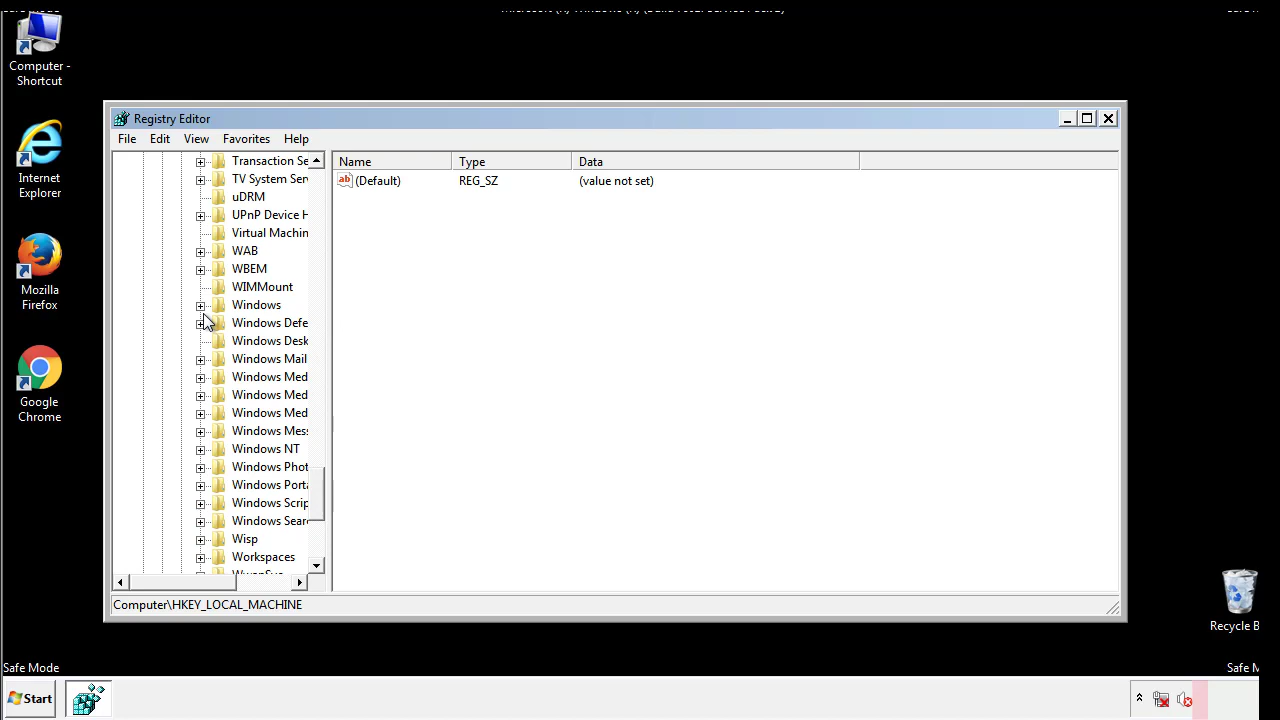 Computer -
Shortcut
Internet
Explorer
Mozilla
Firefox
Google
Chrome
Registry Editor
File Edit View Favorites Help
Transaction Se
TV System Serv
uDRM
UPnP Device H
Virtual Machin
WAB
WBEM
WIMMount
Windows
Windows Defe
Windows Desk
Windows Mail
Windows Med
Windows Med
Windows Med
Windows Mess
Windows NT
Windows Phot
Windows Porta
Windows Scrip
Windows Sear
Wisp
Workspaces
Name Type Data
ab (Default) REG_SZ (value not set)
Computer\HKEY_LOCAL_MACHINE
Recycle B
Safe Mode
Safe M
Start